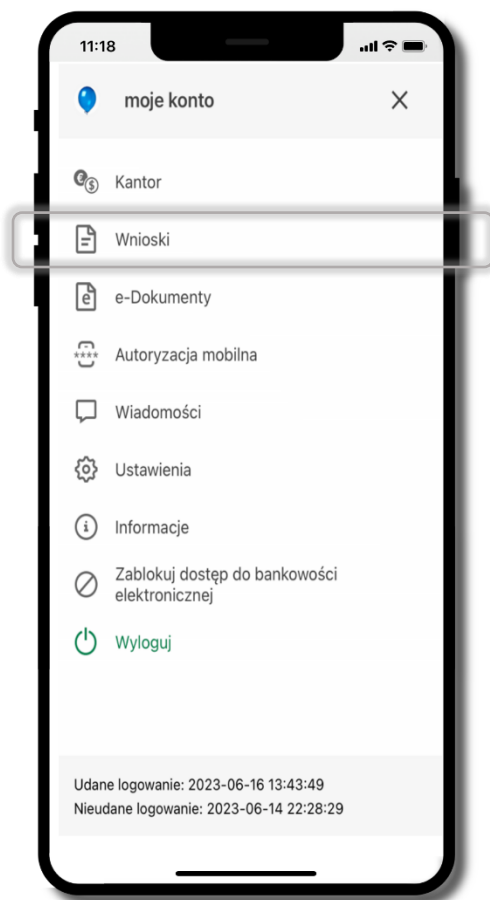 11:18
moje konto
Kantor
Wnioski
e-Dokumenty
Autoryzacja mobilna
Wiadomości
Ustawienia
Informacje
Zablokuj dostęp do bankowości
elektronicznej
Wyloguj
Udane logowanie: 2023-06-16 13:43:49
Nieudane logowanie: 2023-06-14 22:28:29